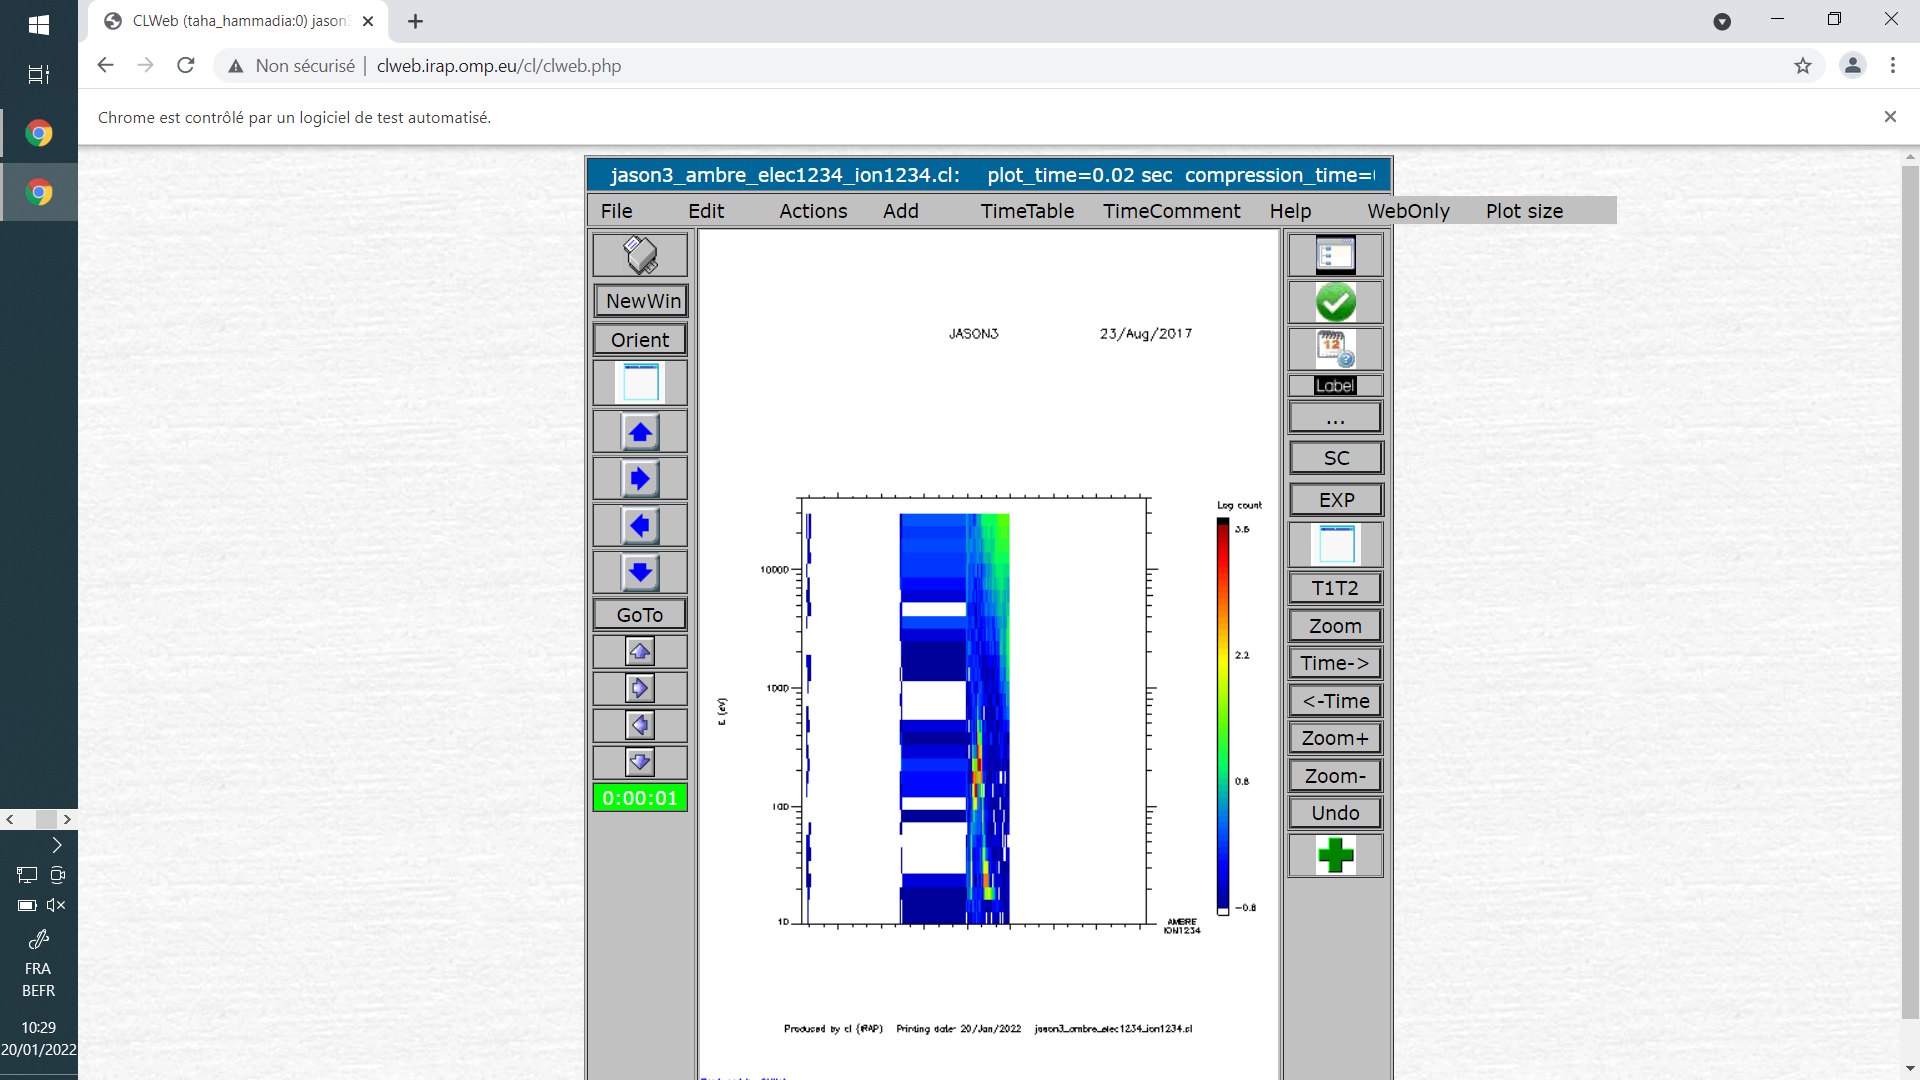 CLWeb (taha_hammadia:0) jason3
Non sécurisé | clweb.irap.omp.eu/cl/clweb.php
Chrome est contrôlé par un logiciel de test automatisé.
jason3_ambre_elec1234_ion1234.cl: plot_time=0.02 sec compression_time=
File Edit Actions Add TimeTable TimeComment Help WebOnly Plot size
NewWin
Orient
GoTo
0:00:01
JASON3 23/Aug/2017
Log count
3.5
2.2
0.8
-0.8
10000
1000
100
10
E (eV)
AMBRE
ION1234
Produced by cl (IRAP) Printing date: 20/Jan/2022 jason3_ambre_elec1234_ion1234.cl
12
Label
...
SC
EXP
T1T2
Zoom
Time->
<-Time
Zoom+
Zoom-
Undo
FRA
BEFR
10:29
20/01/2022